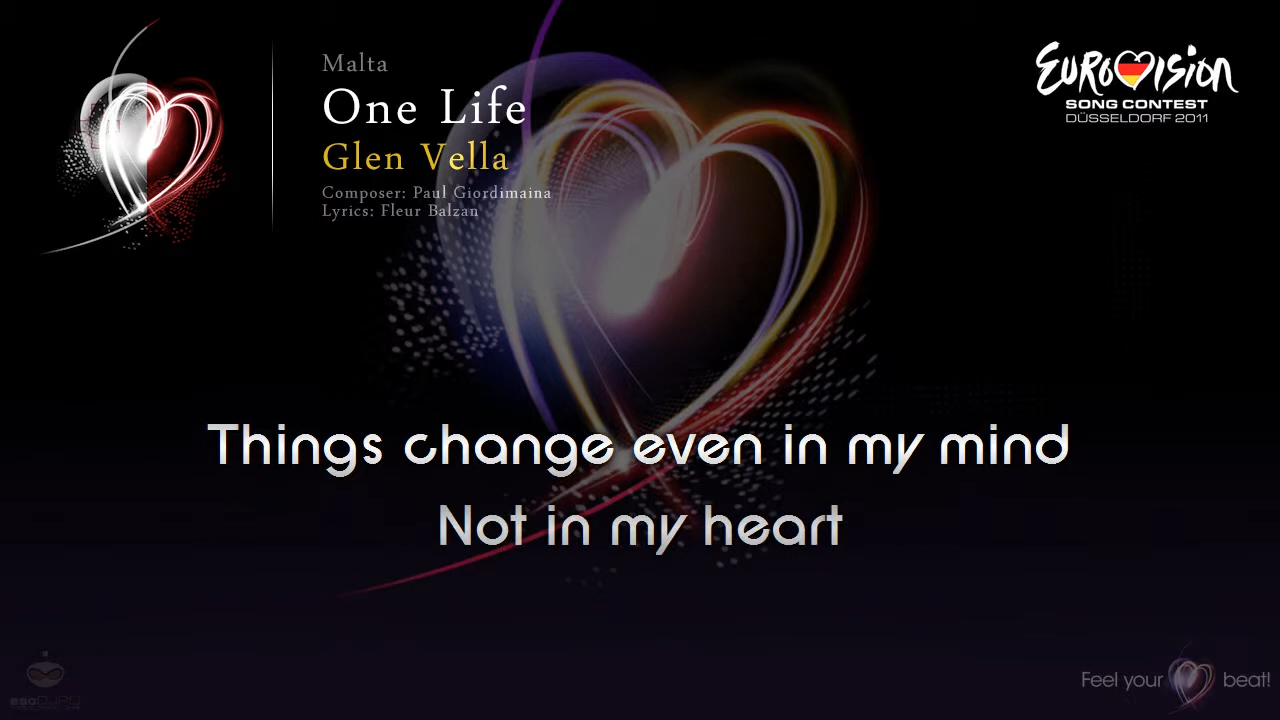 Malta
One Life
Glen Vella
Composer: Paul Giordimaina
Lyrics: Fleur Balzan
EUROVISION
SONG CONTEST
DÜSSELDORF 2011
Things change even in my mind
Not in my heart
Feel your beat!